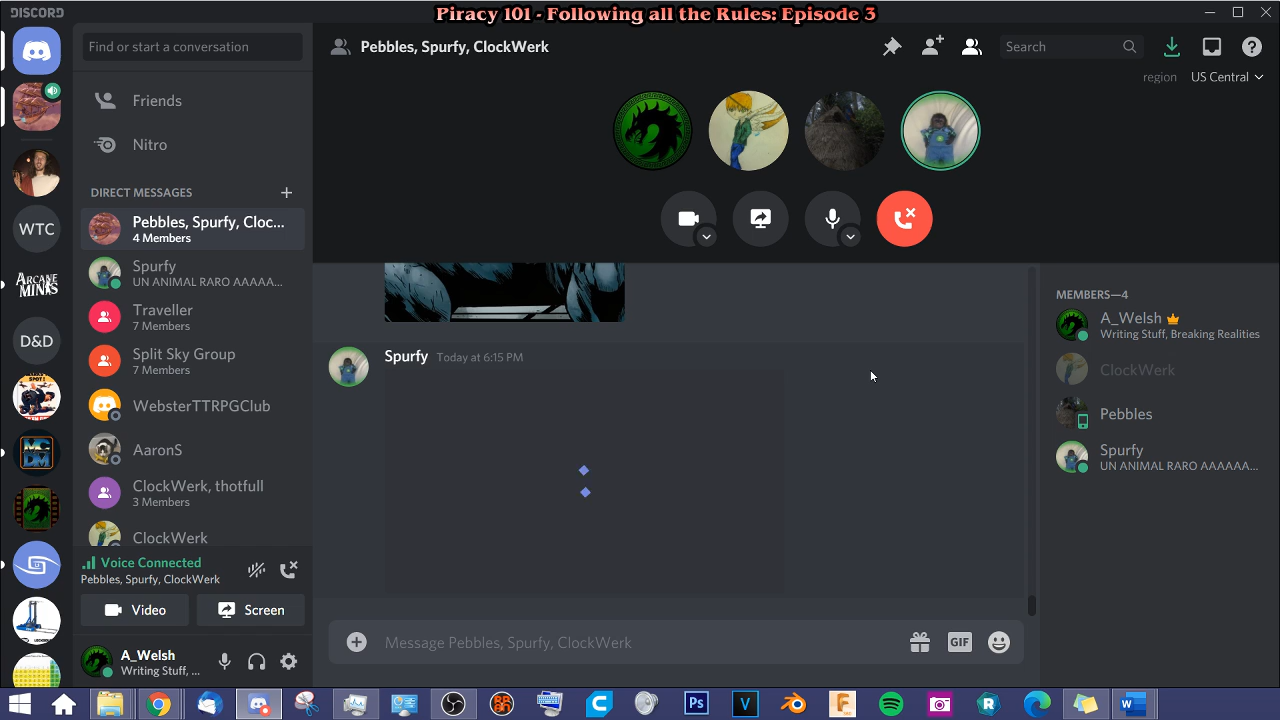 Piracy 101 - Following all the Rules: Episode 3
DISCORD
Find or start a conversation
Friends
Nitro
DIRECT MESSAGES
Pebbles, Spurfy, Cloc...
4 Members
Spurfy
UN ANIMAL RARO AAAAA...
Traveller
7 Members
Split Sky Group
7 Members
WebsterTTRPGClub
AaronS
ClockWerk, thotfull
3 Members
ClockWerk
Voice Connected
Pebbles, Spurfy, ClockWerk
Video
Screen
A_Welsh
Writing Stuff, ...
WTC
ARCANE MINKS
D&D
SPOT!
MCDM
Pebbles, Spurfy, ClockWerk
Search
region US Central
Spurfy Today at 6:15 PM
Message Pebbles, Spurfy, ClockWerk
GIF
MEMBERS—4
A_Welsh
Writing Stuff, Breaking Realities
ClockWerk
Pebbles
Spurfy
UN ANIMAL RARO AAAAAA...